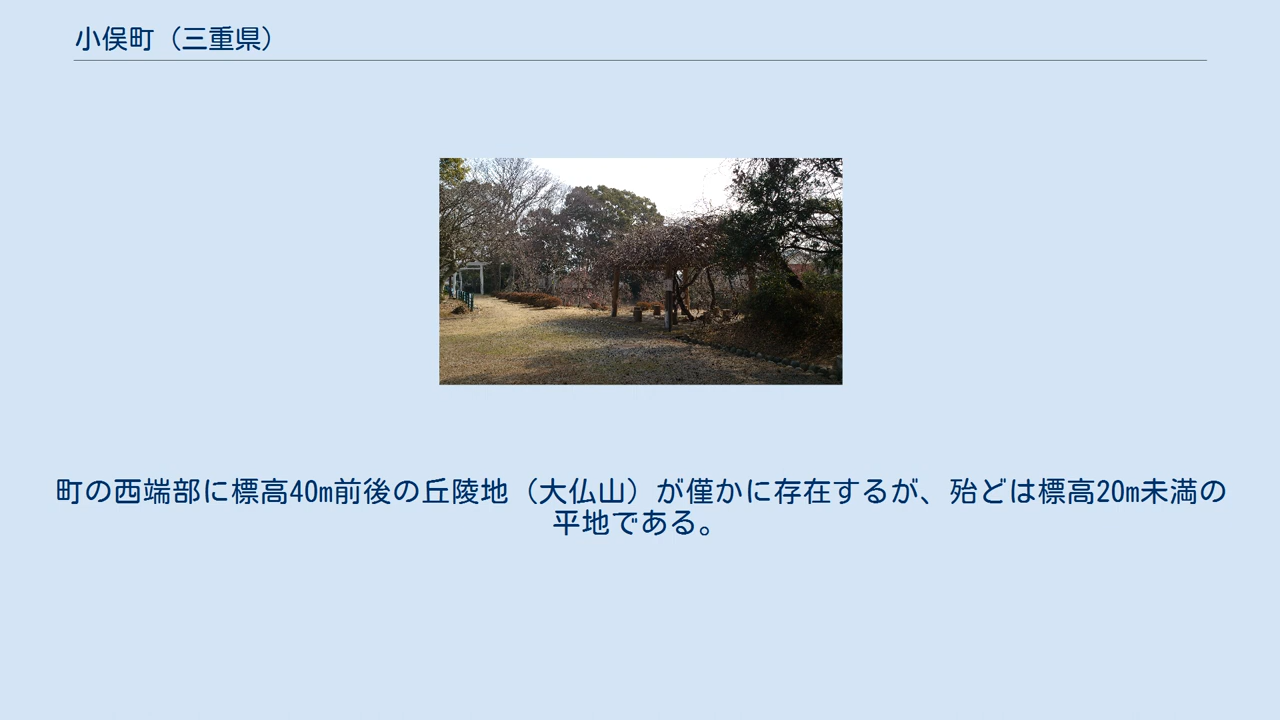 小俣町（三重県）
町の西端部に標高40m前後の丘陵地（大仏山）が僅かに存在するが、殆どは標高20m未満の
平地である。